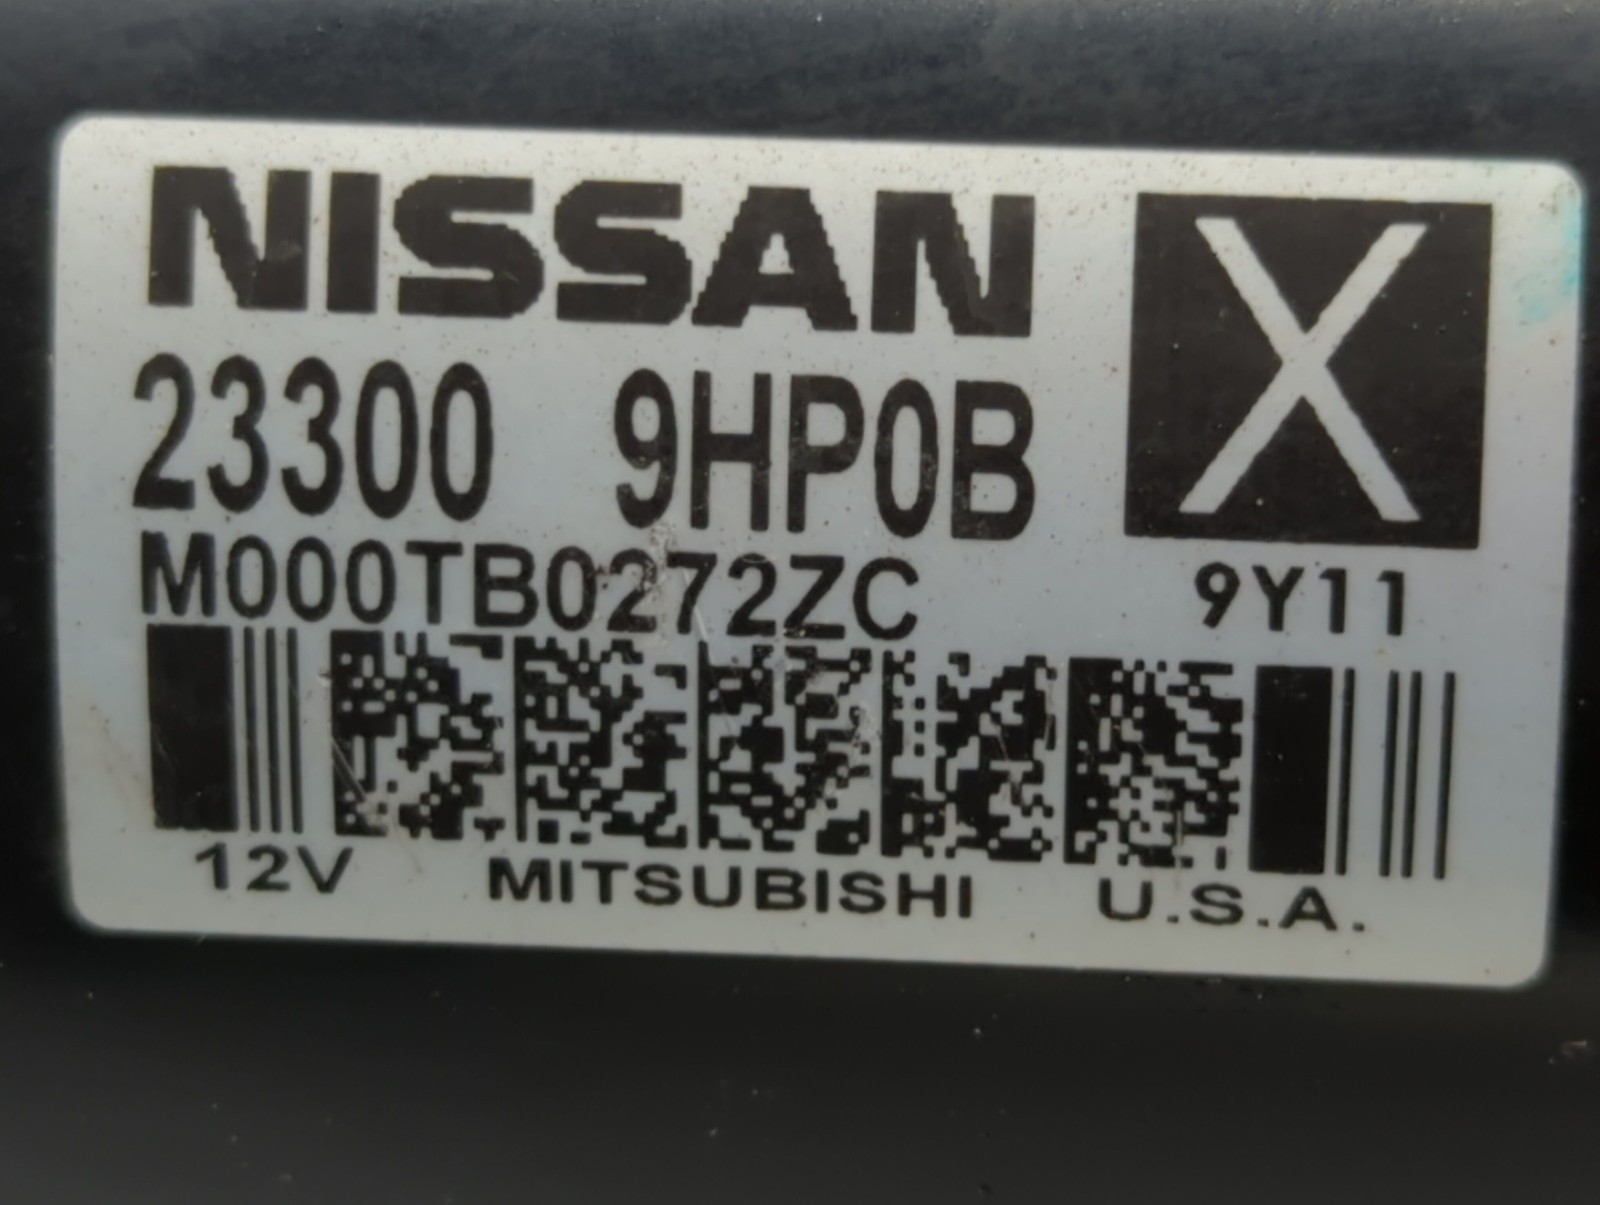 NISSAN
X
23300 9HP0B
M000TB0272ZC
9Y11
12V MITSUBISHI U.S.A.